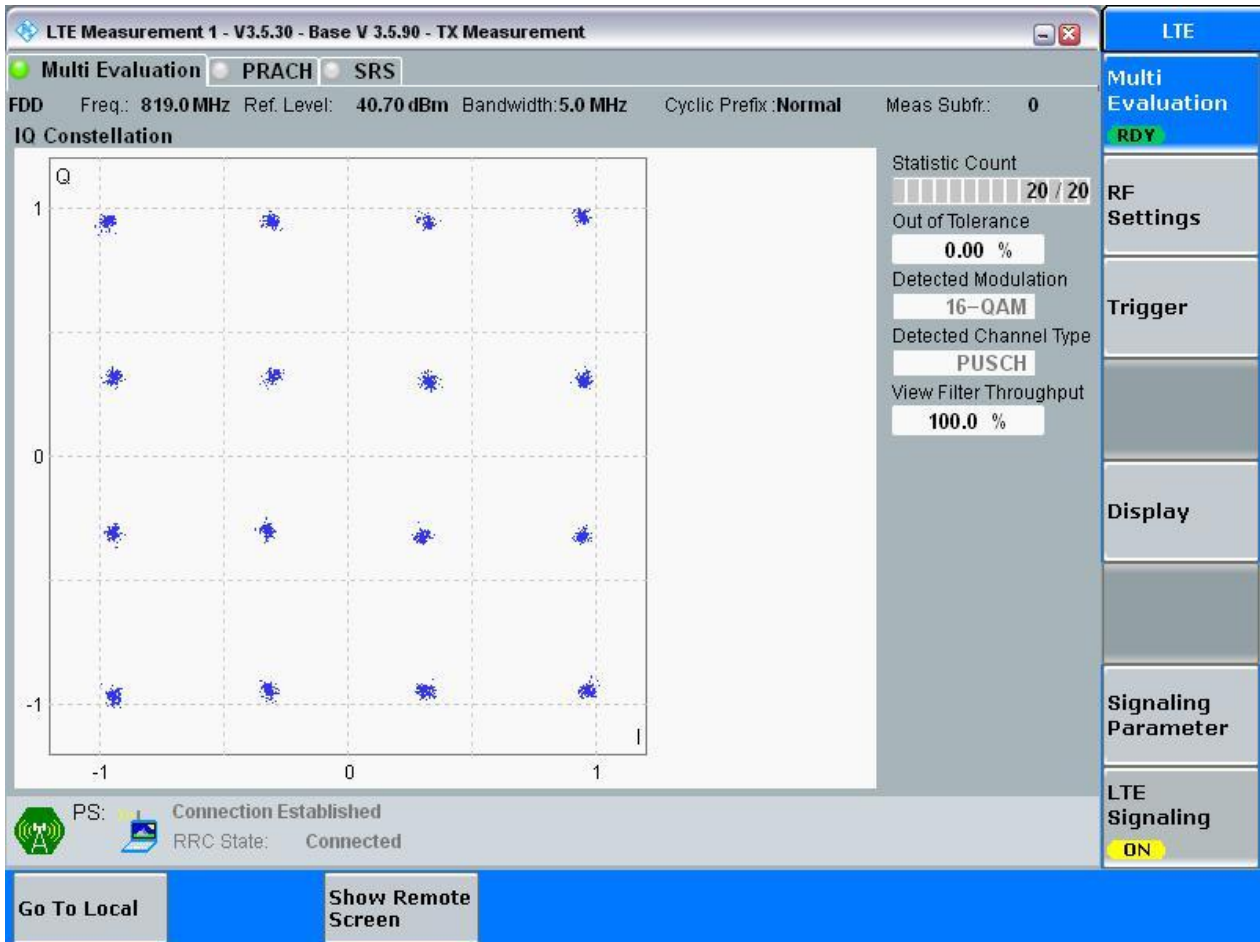 LTE Measurement 1 - V3.5.30 - Base V 3.5.90 - TX Measurement
Multi Evaluation PRACH SRS
FDD Freq.: 819.0 MHz Ref. Level: 40.70 dBm Bandwidth:5.0 MHz Cyclic Prefix :Normal Meas Subfr.: 0
IQ Constellation
Q
1
0
-1
I
-1 0 1
Statistic Count
20 / 20
Out of Tolerance
0.00 %
Detected Modulation
16-QAM
Detected Channel Type
PUSCH
View Filter Throughput
100.0 %
PS: Connection Established
RRC State: Connected
LTE
Multi
Evaluation
RDY
RF
Settings
Trigger
Display
Signaling
Parameter
LTE
Signaling
ON
Go To Local
Show Remote
Screen